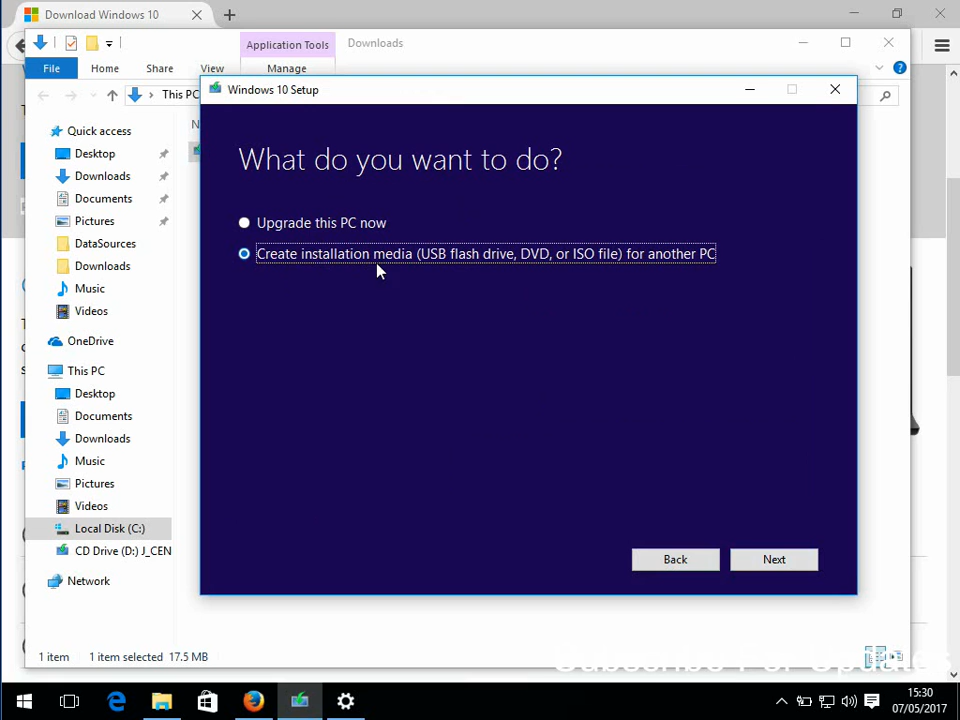 Download Windows 10
Application Tools
Downloads
File
Home
Share
View
Manage
This PC
Windows 10 Setup
What do you want to do?
Upgrade this PC now
Create installation media (USB flash drive, DVD, or ISO file) for another PC
Back
Next
Quick access
Desktop
Downloads
Documents
Pictures
DataSources
Downloads
Music
Videos
OneDrive
This PC
Desktop
Documents
Downloads
Music
Pictures
Videos
Local Disk (C:)
CD Drive (D:) J_CEN
Network
1 item
1 item selected
17.5 MB
Subscribe For Updates
15:30
07/05/2017